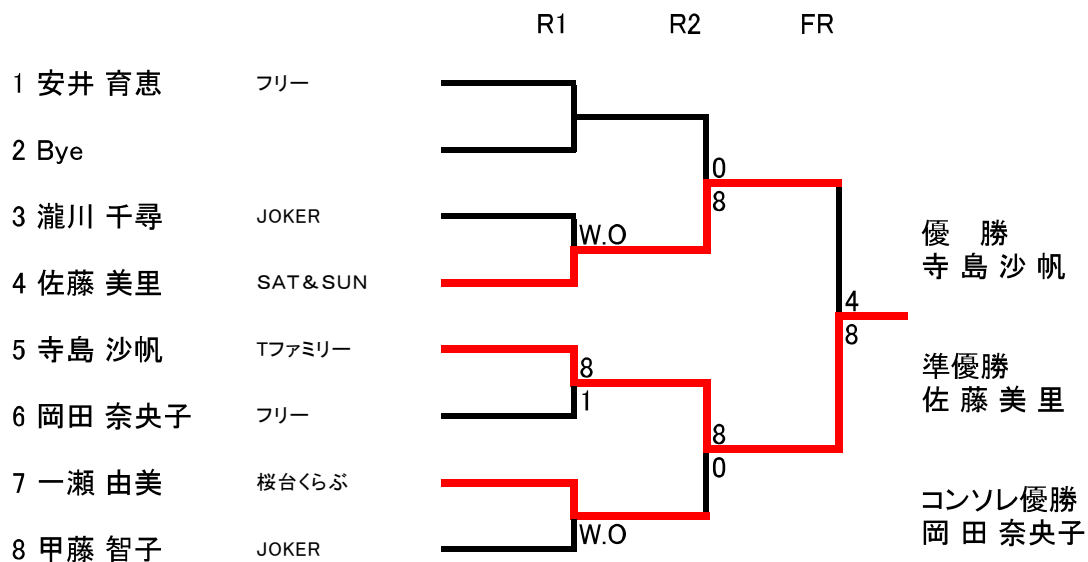 R1 R2 FR
1 安井 育恵 フリー
2 Bye
0
8
3 瀧川 千尋 JOKER
W.O
優　勝
寺 島 沙 帆
4 佐藤 美里 SAT&SUN
4
8
5 寺島 沙帆 Tファミリー
8
1
準優勝
佐 藤 美 里
6 岡田 奈央子 フリー
8
0
7 一瀬 由美 桜台くらぶ
W.O
コンソレ優勝
岡 田 奈央子
8 甲藤 智子 JOKER